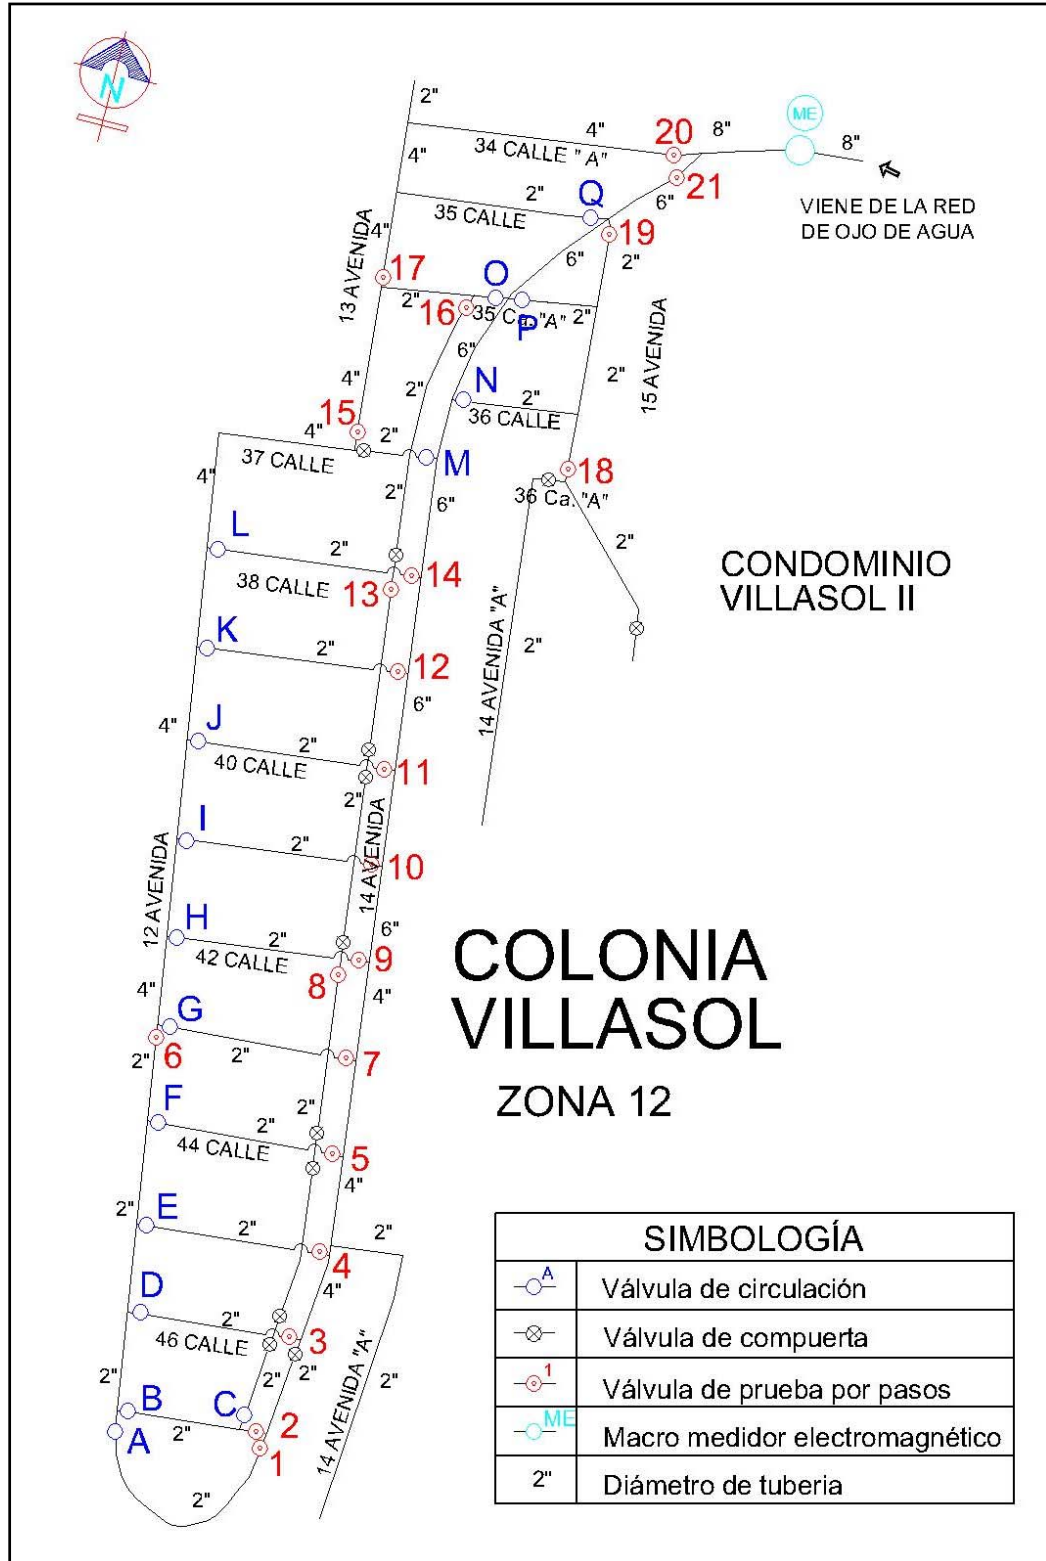 N
2"
4"
34 CALLE "A"
20
8"
ME
8"
4"
2"
Q
21
6"
VIENE DE LA RED
DE OJO DE AGUA
35 CALLE
13 AVENIDA
4"
19
6"
2"
17
O
2"
16
35 Ca. "A"
P
2"
15 AVENIDA
6"
4"
2"
N
2"
2"
36 CALLE
15
4"
2"
37 CALLE
M
18
4"
2"
6"
36 Ca. "A"
L
2"
2"
38 CALLE
14
13
CONDOMINIO
VILLASOL II
K
2"
12
14 AVENIDA "A"
2"
6"
4"
J
2"
40 CALLE
11
2"
I
2"
14 AVENIDA
10
12 AVENIDA
H
2"
42 CALLE
6"
9
8
COLONIA
VILLASOL
4"
4"
G
6
2"
2"
7
ZONA 12
F
2"
2"
44 CALLE
5
4"
2"
E
2"
2"
4
D
2"
46 CALLE
4"
3
2"
B
C
2"
2"
2"
14 AVENIDA "A"
A
2"
2
1
2"
SIMBOLOGÍA
A
Válvula de circulación
Válvula de compuerta
1
Válvula de prueba por pasos
ME
Macro medidor electromagnético
2"
Diámetro de tuberia